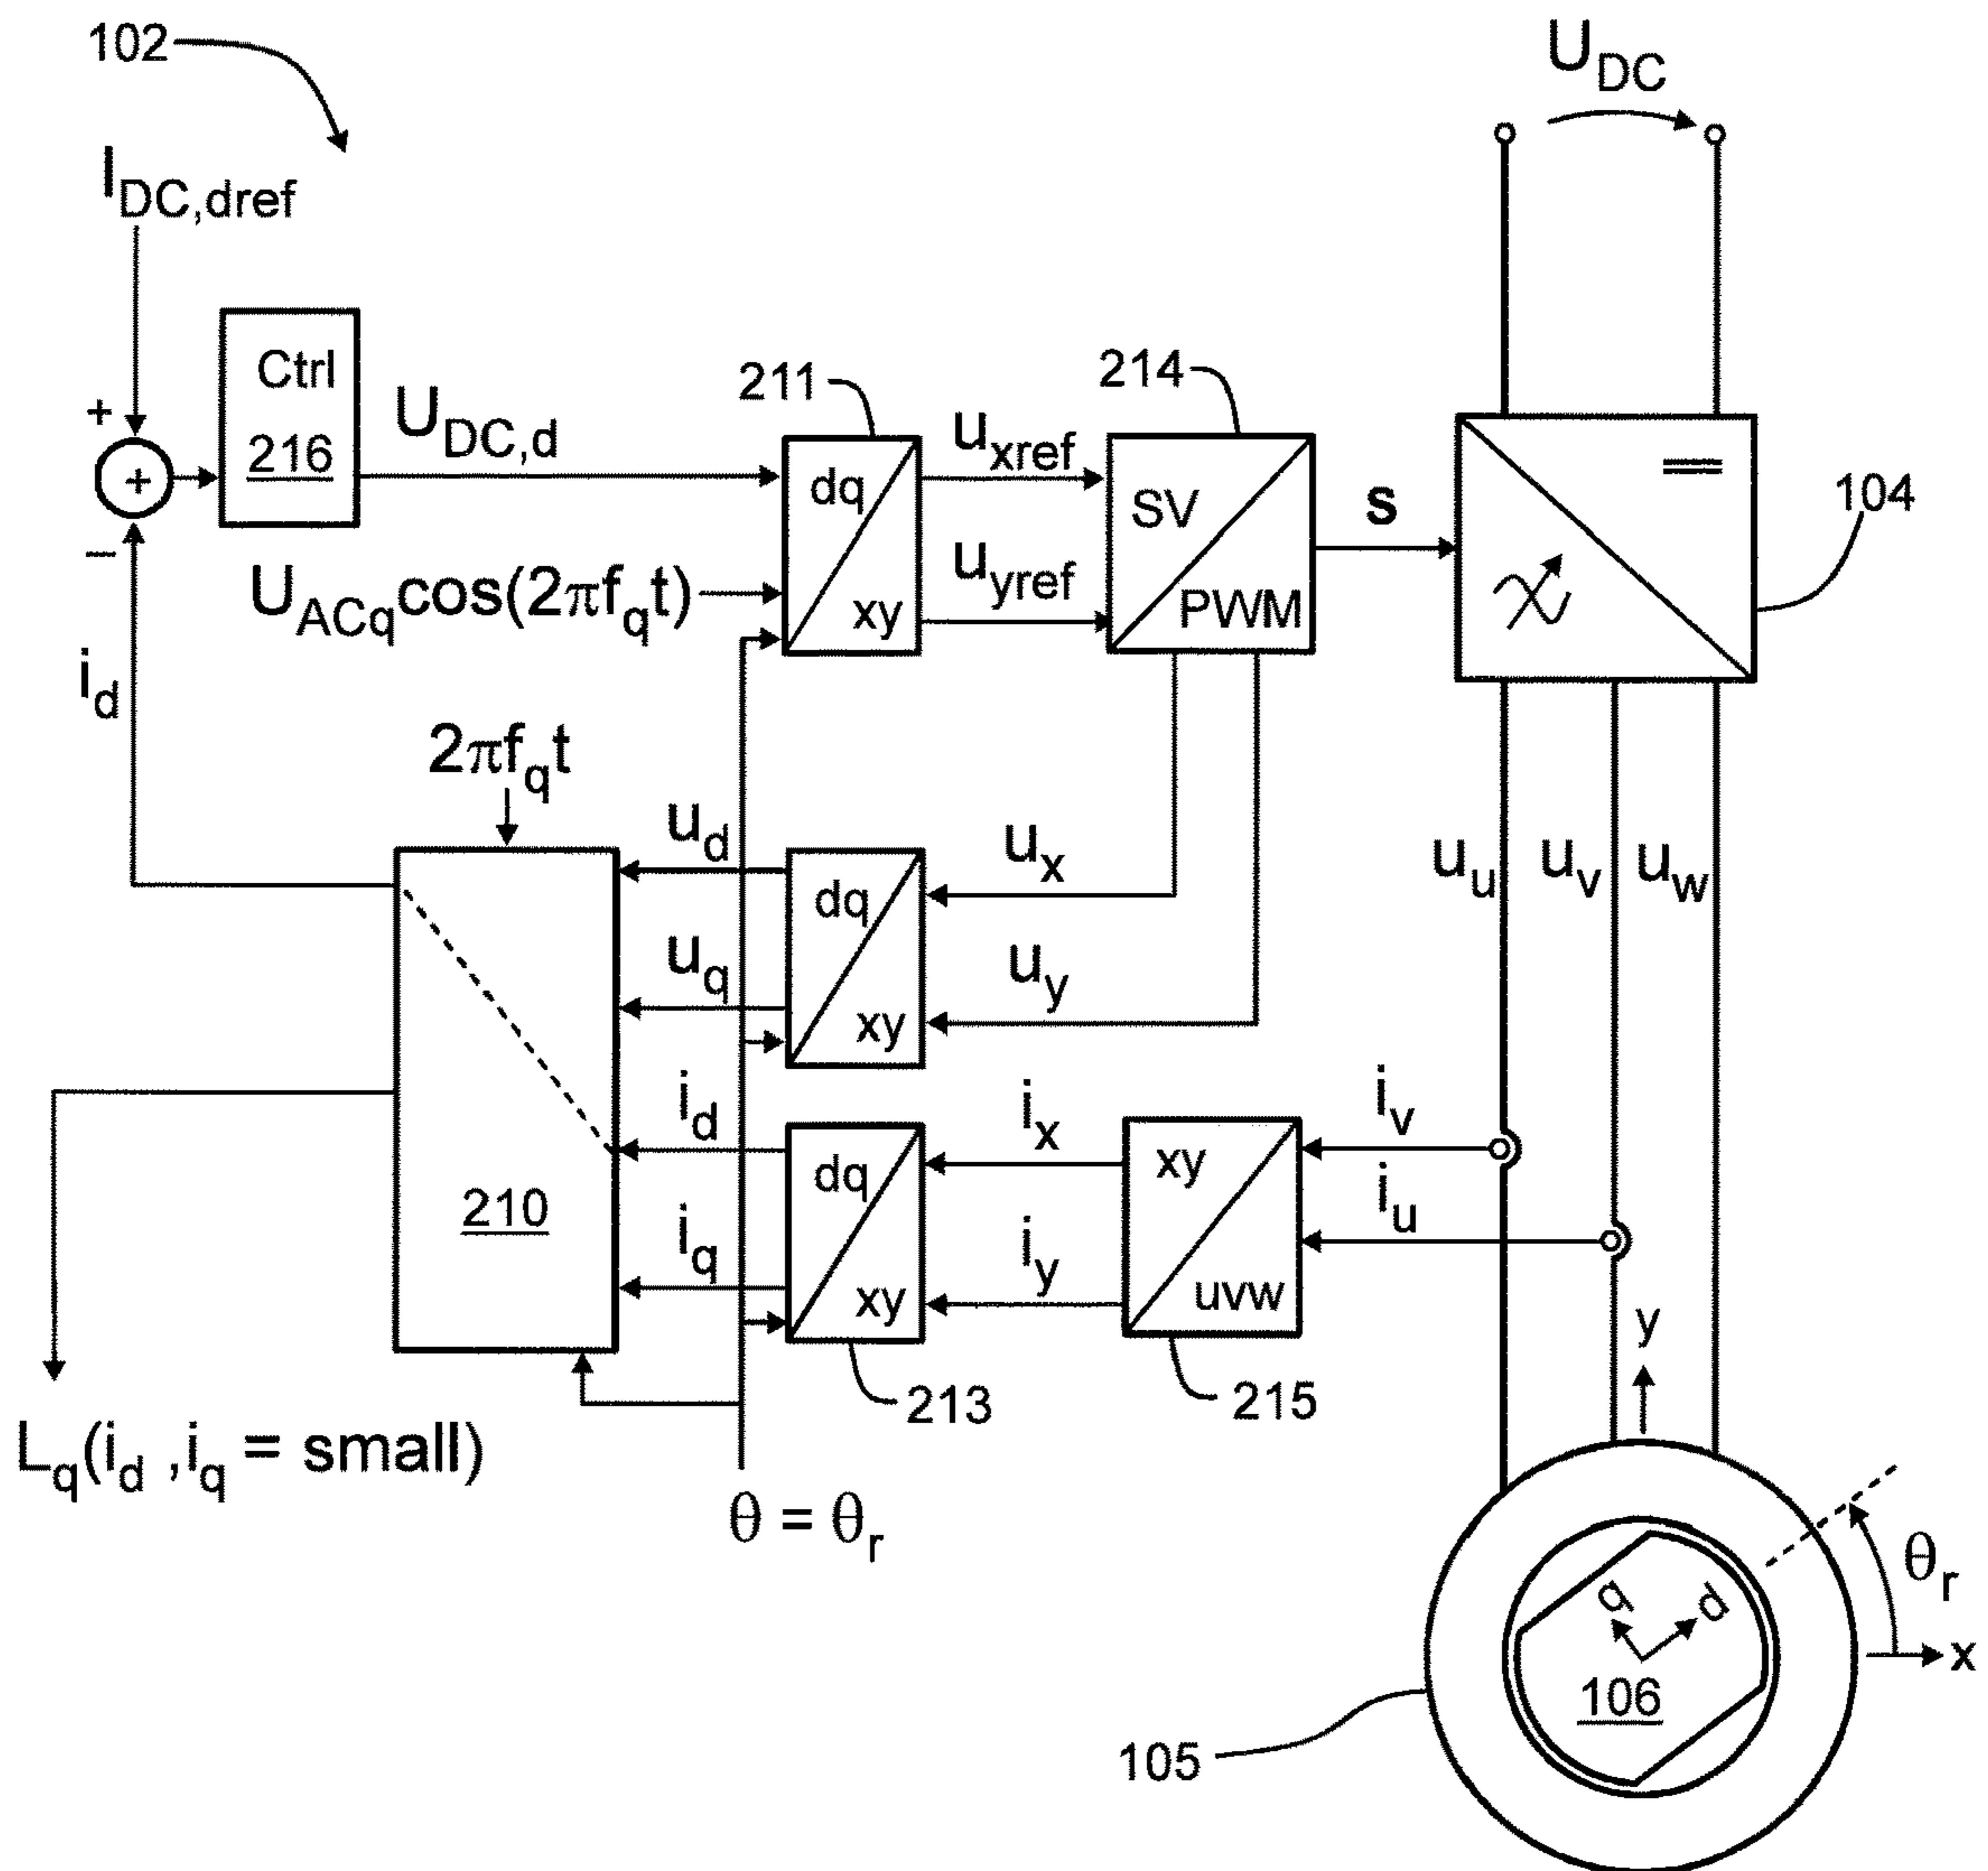 102
U_DC
I_DC,dref
+
Ctrl
216
+
−
U_DC,d
211
dq
xy
u_xref
u_yref
214
SV
PWM
s
104
U_ACq cos(2πf_q t)
i_d
2πf_q t
u_d
u_q
dq
xy
u_x
u_y
u_u
u_v
u_w
210
i_d
i_q
dq
xy
213
i_x
i_y
xy
uvw
215
i_v
i_u
L_q(i_d ,i_q = small)
θ = θ_r
y
x
θ_r
q
d
106
105